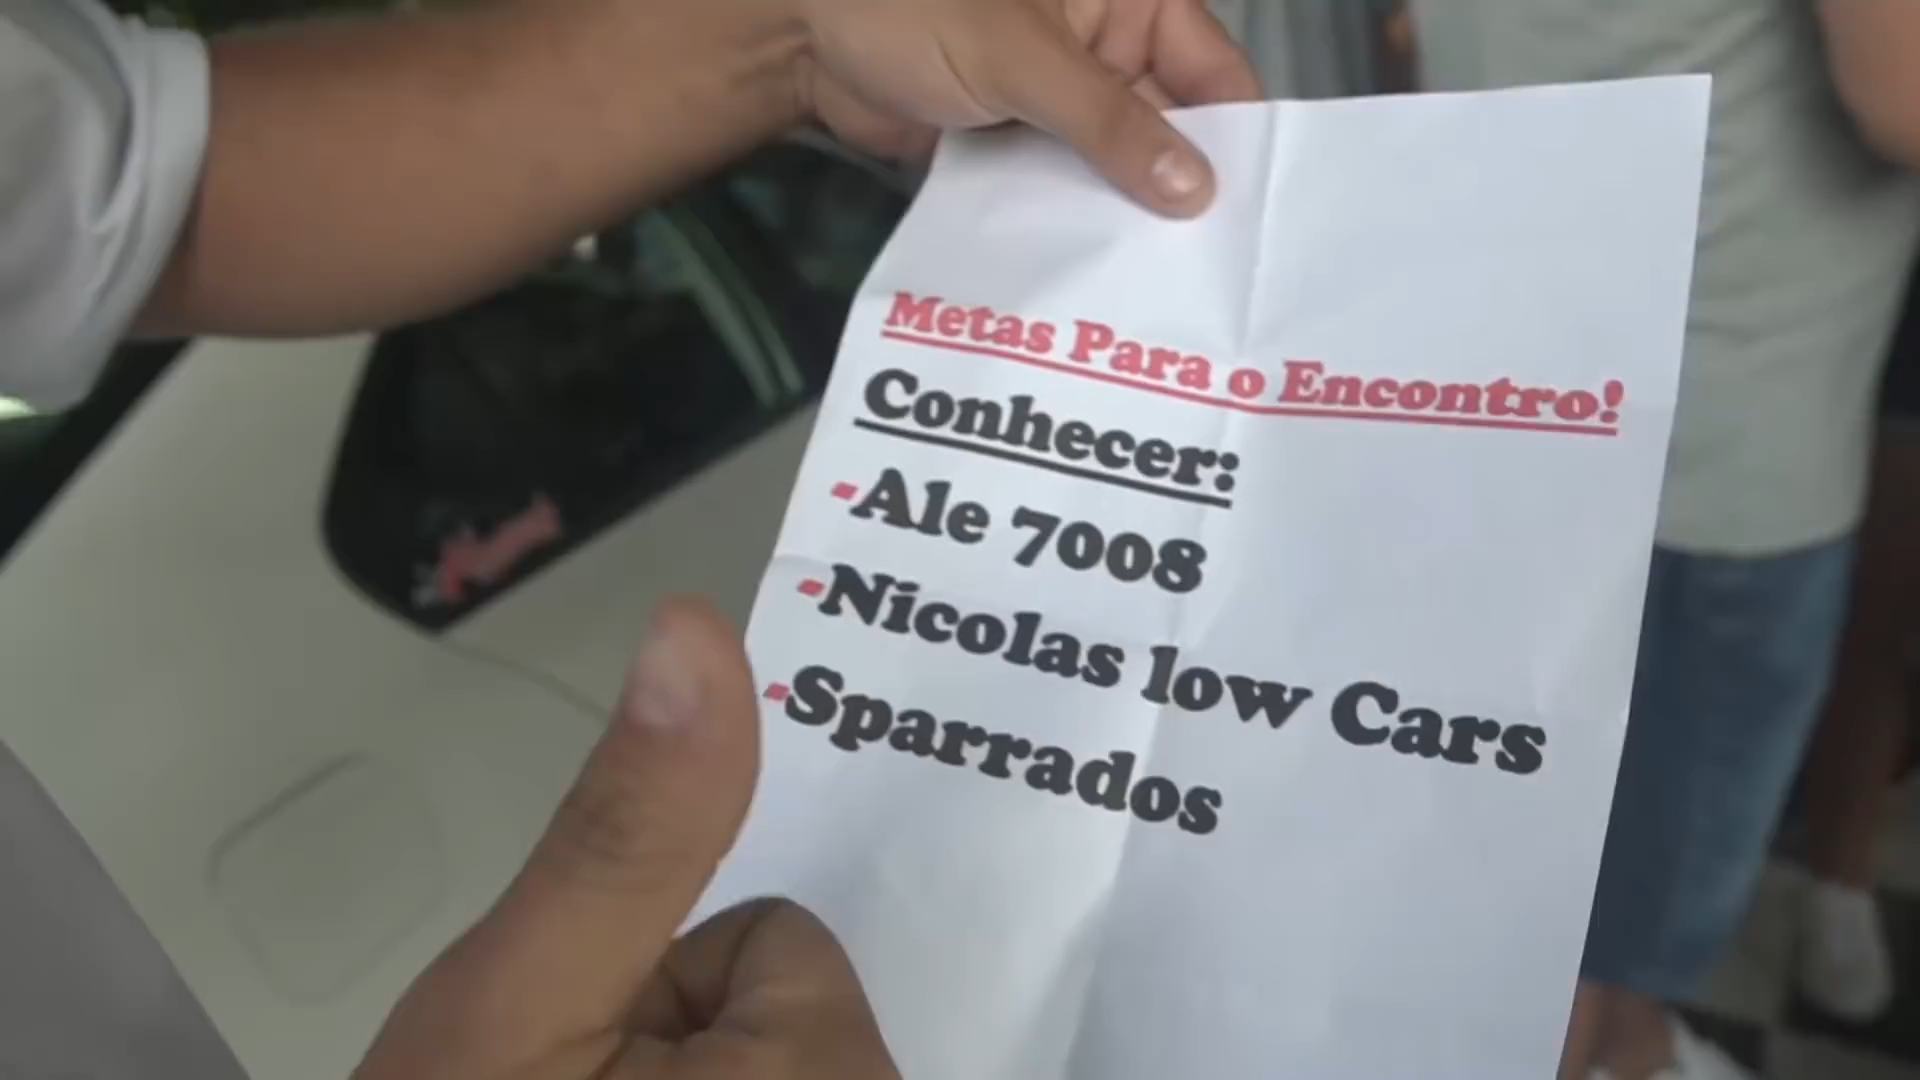 Metas Para o Encontro!
Conhecer:
-Ale 7008
-Nicolas low Cars
-Sparrados